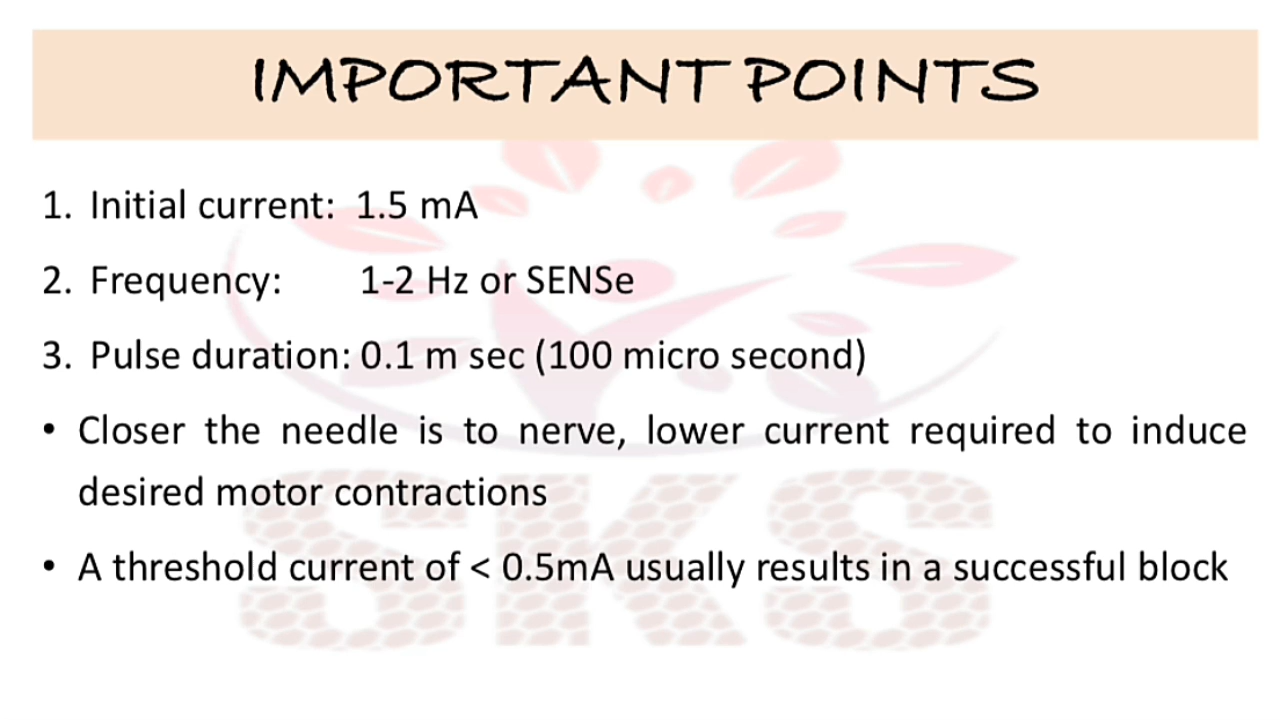 IMPORTANT POINTS
1. Initial current: 1.5 mA
2. Frequency: 1-2 Hz or SENSe
3. Pulse duration: 0.1 m sec (100 micro second)
• Closer the needle is to nerve, lower current required to induce
desired motor contractions
• A threshold current of < 0.5mA usually results in a successful block
SKS